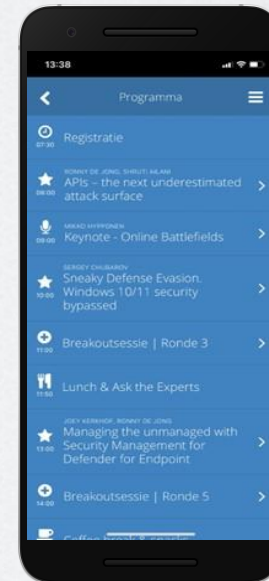 13:38
Programma
07:30
Registratie
RONNY DE JONG, SHRUTI AILANI
08:00
APIs – the next underestimated
attack surface
MIKKO HYPPONEN
09:00
Keynote - Online Battlefields
SERGEY CHUBAROV
10:00
Sneaky Defense Evasion.
Windows 10/11 security
bypassed
11:00
Breakoutsessie | Ronde 3
11:50
Lunch & Ask the Experts
JOEY KERKHOF, RONNY DE JONG
13:00
Managing the unmanaged with
Security Management for
Defender for Endpoint
14:00
Breakoutsessie | Ronde 5
Coffee break & snacks